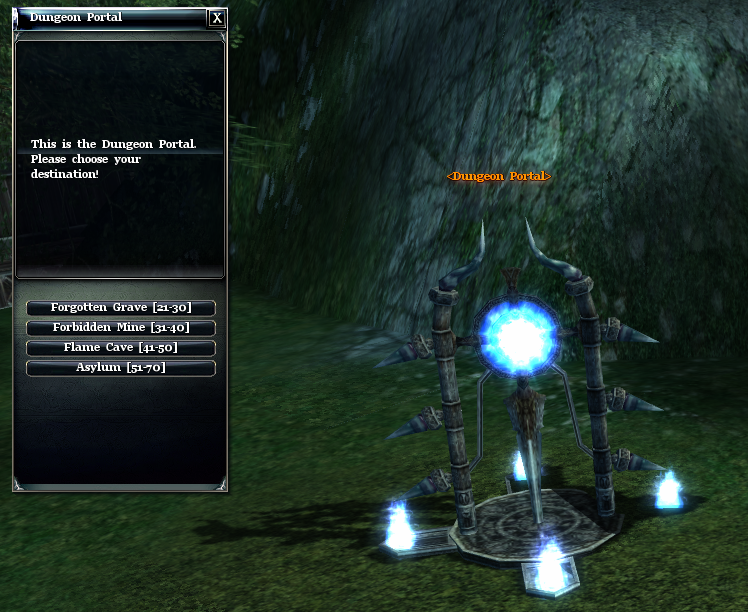 Dungeon Portal
X
This is the Dungeon Portal.
Please choose your
destination!
<Dungeon Portal>
Forgotten Grave [21-30]
Forbidden Mine [31-40]
Flame Cave [41-50]
Asylum [51-70]